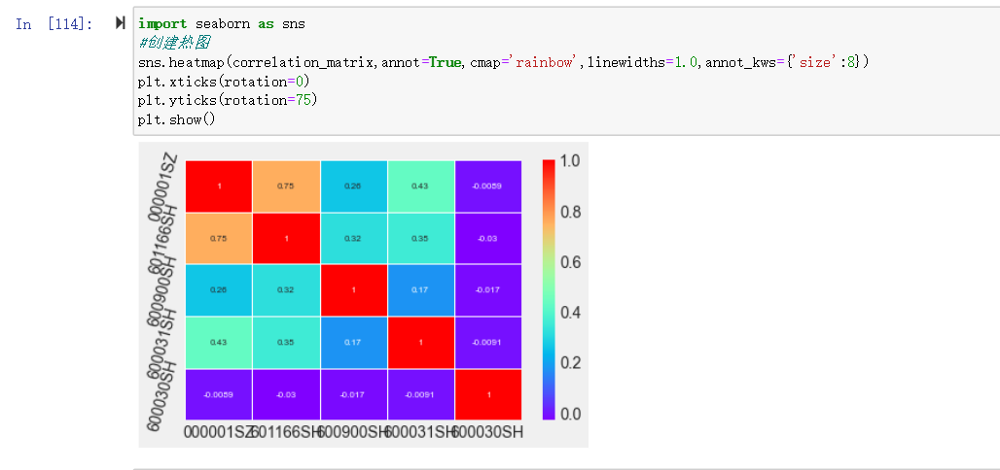 In [114]:
import seaborn as sns
#创建热图
sns.heatmap(correlation_matrix,annot=True,cmap='rainbow',linewidths=1.0,annot_kws={'size':8})
plt.xticks(rotation=0)
plt.yticks(rotation=75)
plt.show()
000001SZ 1 0.75 0.26 0.43 -0.0059
601166SH 0.75 1 0.32 0.35 -0.03
600900SH 0.26 0.32 1 0.17 -0.017
600031SH 0.43 0.35 0.17 1 -0.0091
600030SH -0.0059 -0.03 -0.017 -0.0091 1
000001SZ 601166SH 600900SH 600031SH 600030SH
1.0
0.8
0.6
0.4
0.2
0.0